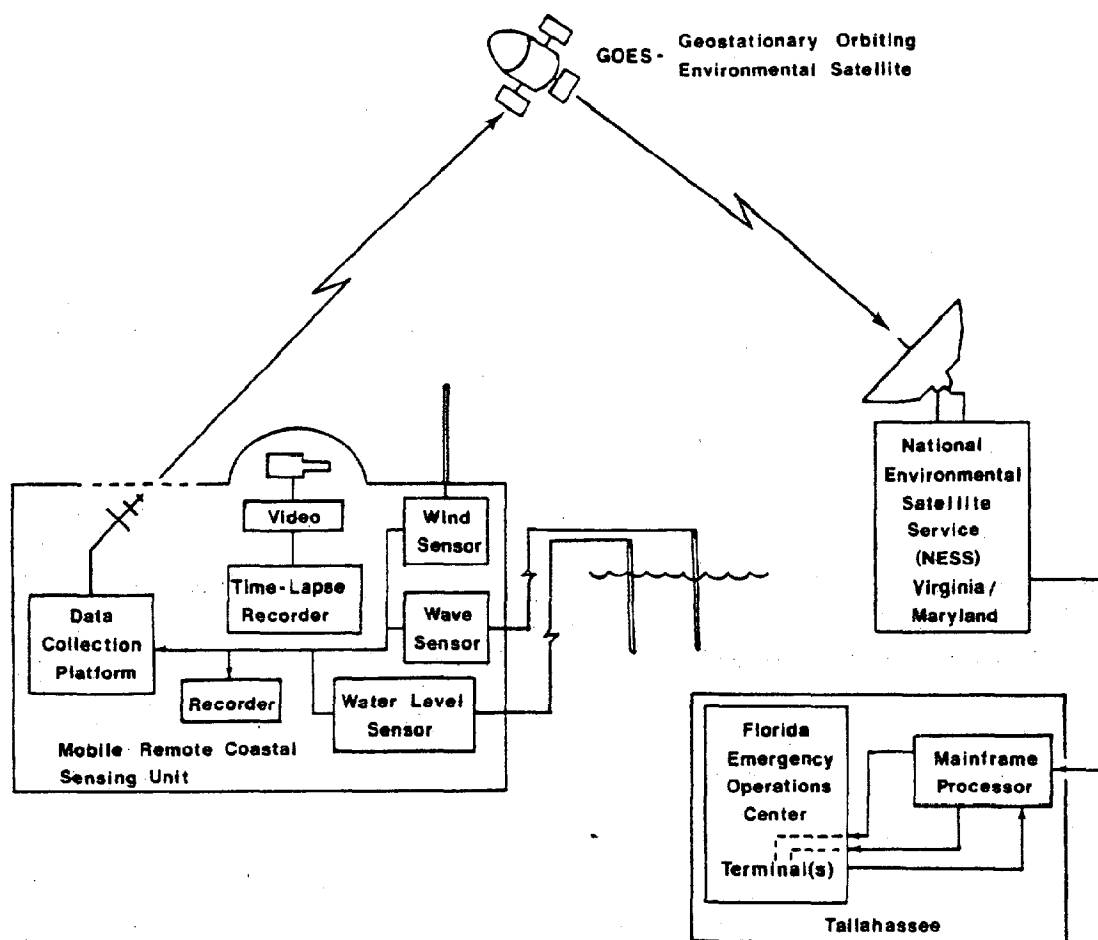 GOES- Geostationary Orbiting
Environmental Satellite
National
Environmental
Satellite
Service
(NESS)
Virginia/
Maryland
Video
Time-Lapse
Recorder
Wind
Sensor
Wave
Sensor
Data
Collection
Platform
Recorder
Water Level
Sensor
Mobile Remote Coastal
Sensing Unit
Florida
Emergency
Operations
Center
Terminal(s)
Mainframe
Processor
Tallahassee